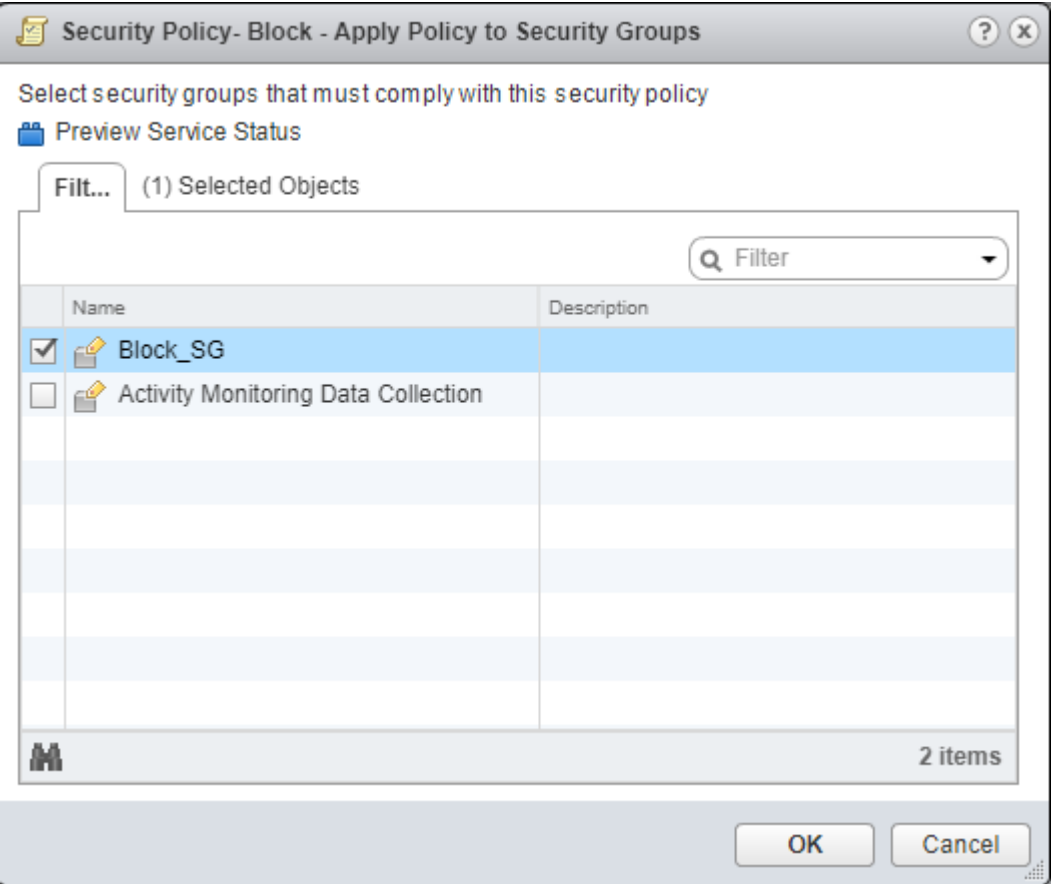 Security Policy- Block - Apply Policy to Security Groups
Select security groups that must comply with this security policy
Preview Service Status
Filt... (1) Selected Objects
Filter
Name Description
Block_SG
Activity Monitoring Data Collection
2 items
OK Cancel